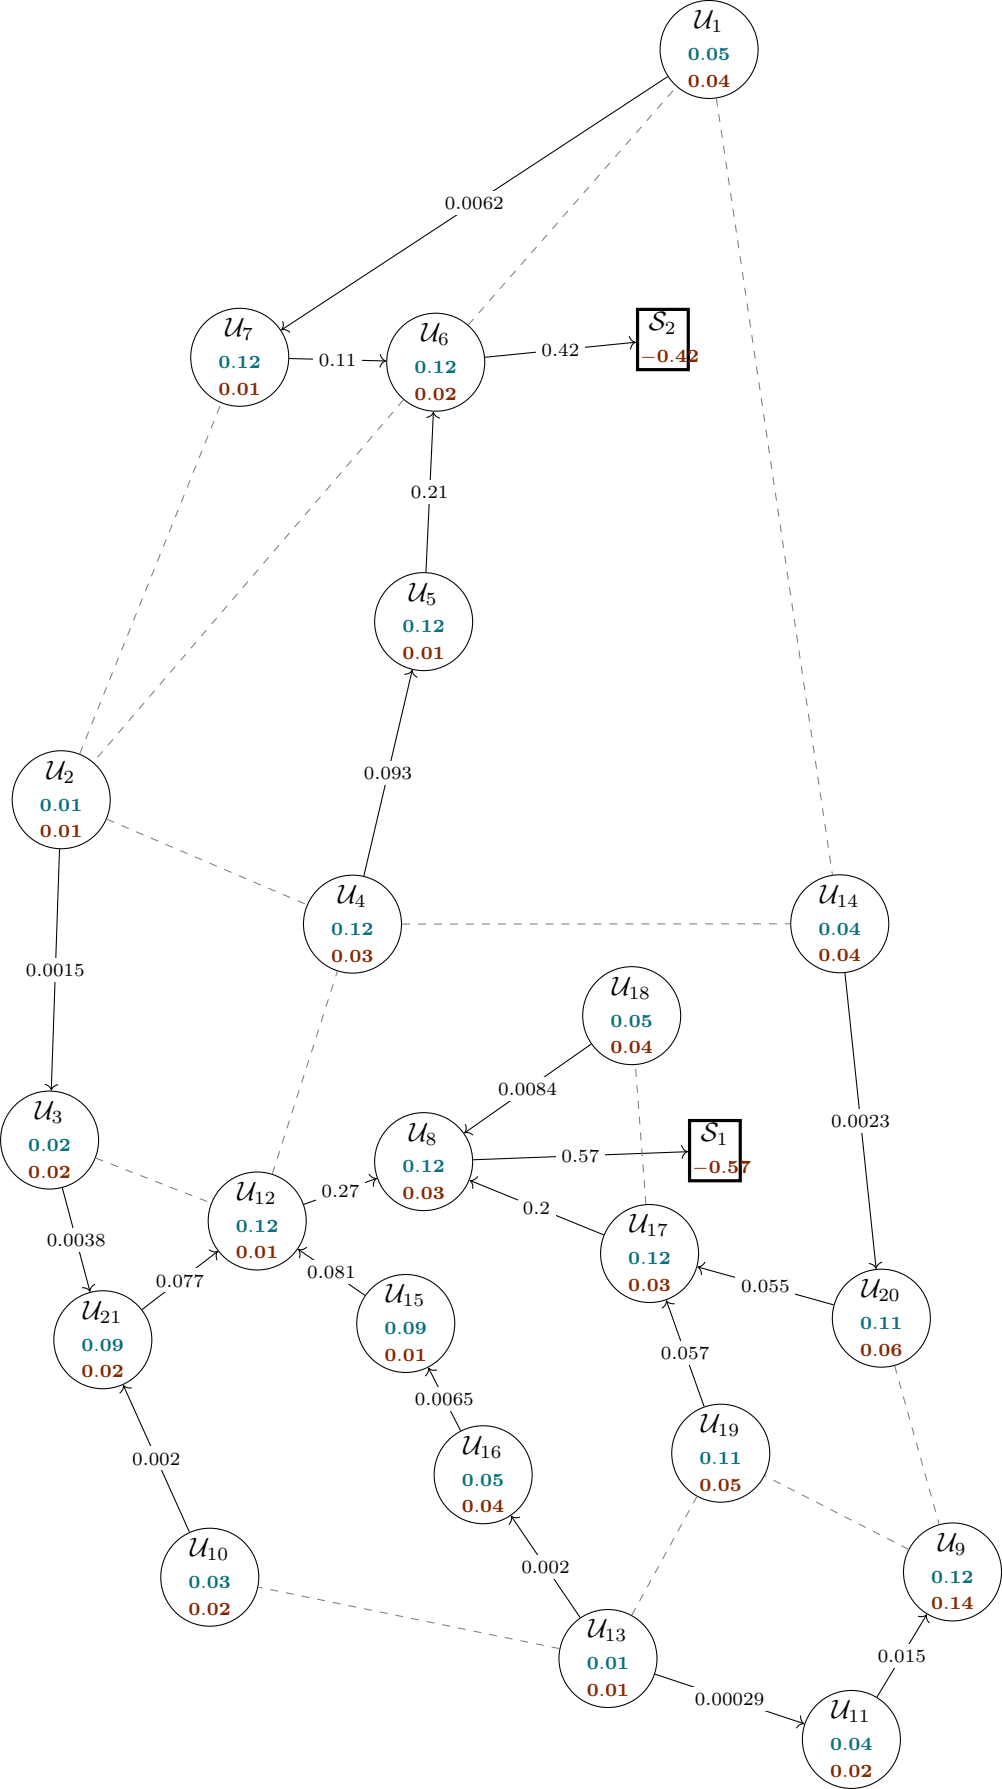 𝒰1
0.05
0.04
0.0062
𝒰7
0.12
0.01
0.11
𝒰6
0.12
0.02
0.42
𝒮2
−0.42
0.21
𝒰5
0.12
0.01
0.093
𝒰2
0.01
0.01
𝒰4
0.12
0.03
𝒰14
0.04
0.04
0.0015
𝒰18
0.05
0.04
0.0084
0.0023
𝒰3
0.02
0.02
𝒰8
0.12
0.03
0.57
𝒮1
−0.57
𝒰12
0.12
0.01
0.27
0.2
𝒰17
0.12
0.03
0.0038
0.077
0.081
0.055
𝒰21
0.09
0.02
𝒰15
0.09
0.01
𝒰20
0.11
0.06
0.057
0.0065
𝒰19
0.11
0.05
0.002
𝒰16
0.05
0.04
𝒰10
0.03
0.02
0.002
𝒰9
0.12
0.14
𝒰13
0.01
0.01
0.015
0.00029
𝒰11
0.04
0.02